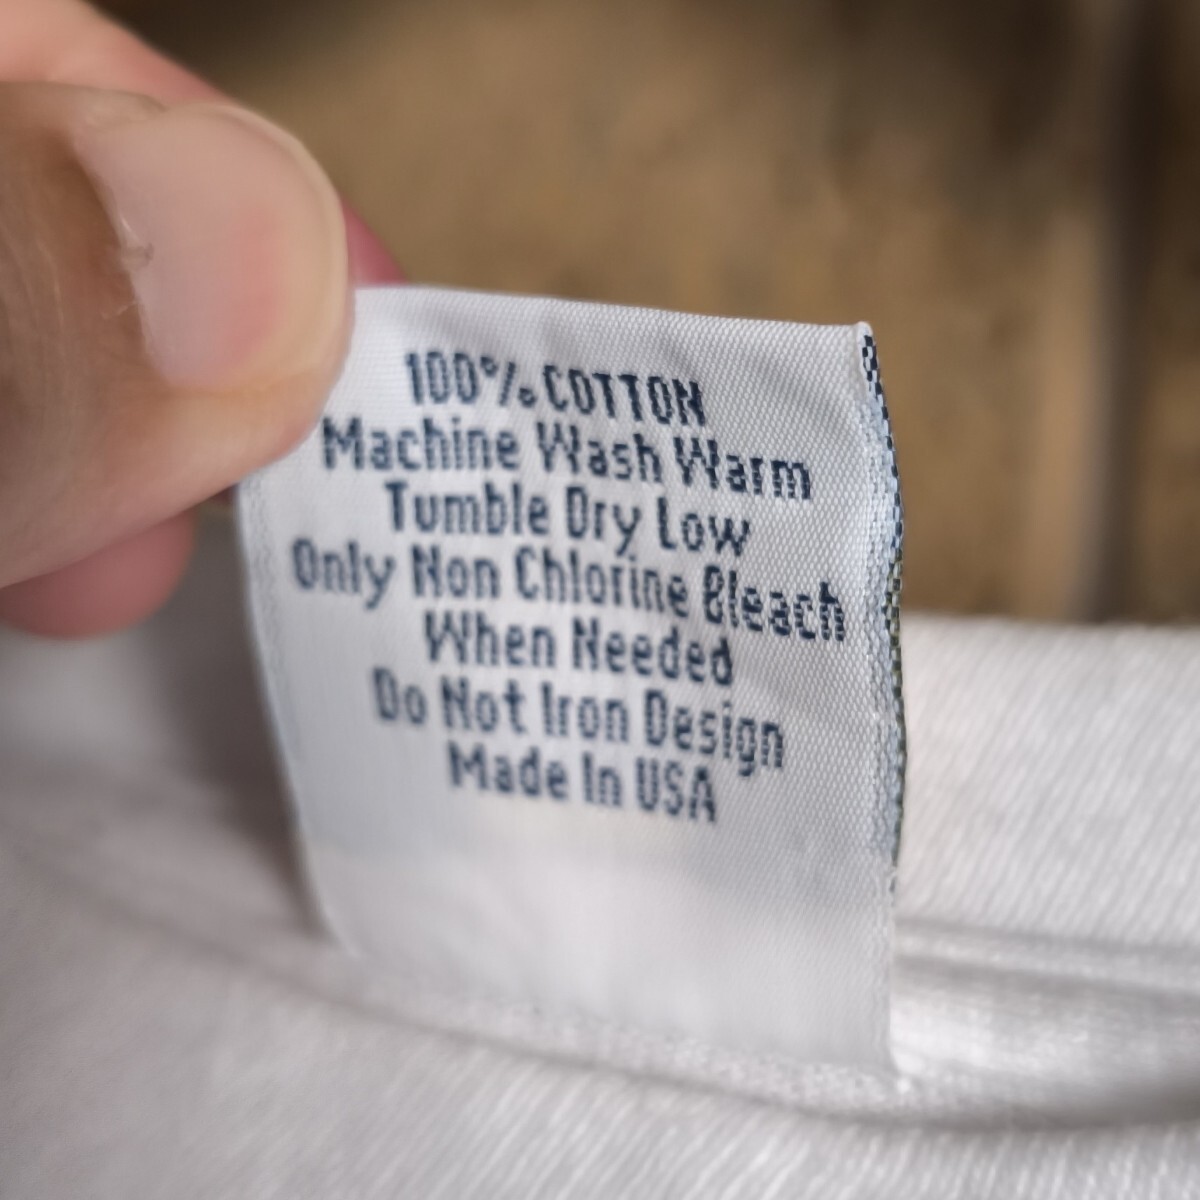 100% COTTON
Machine Wash Warm
Tumble Dry Low
Only Non Chlorine Bleach
When Needed
Do Not Iron Design
Made In USA